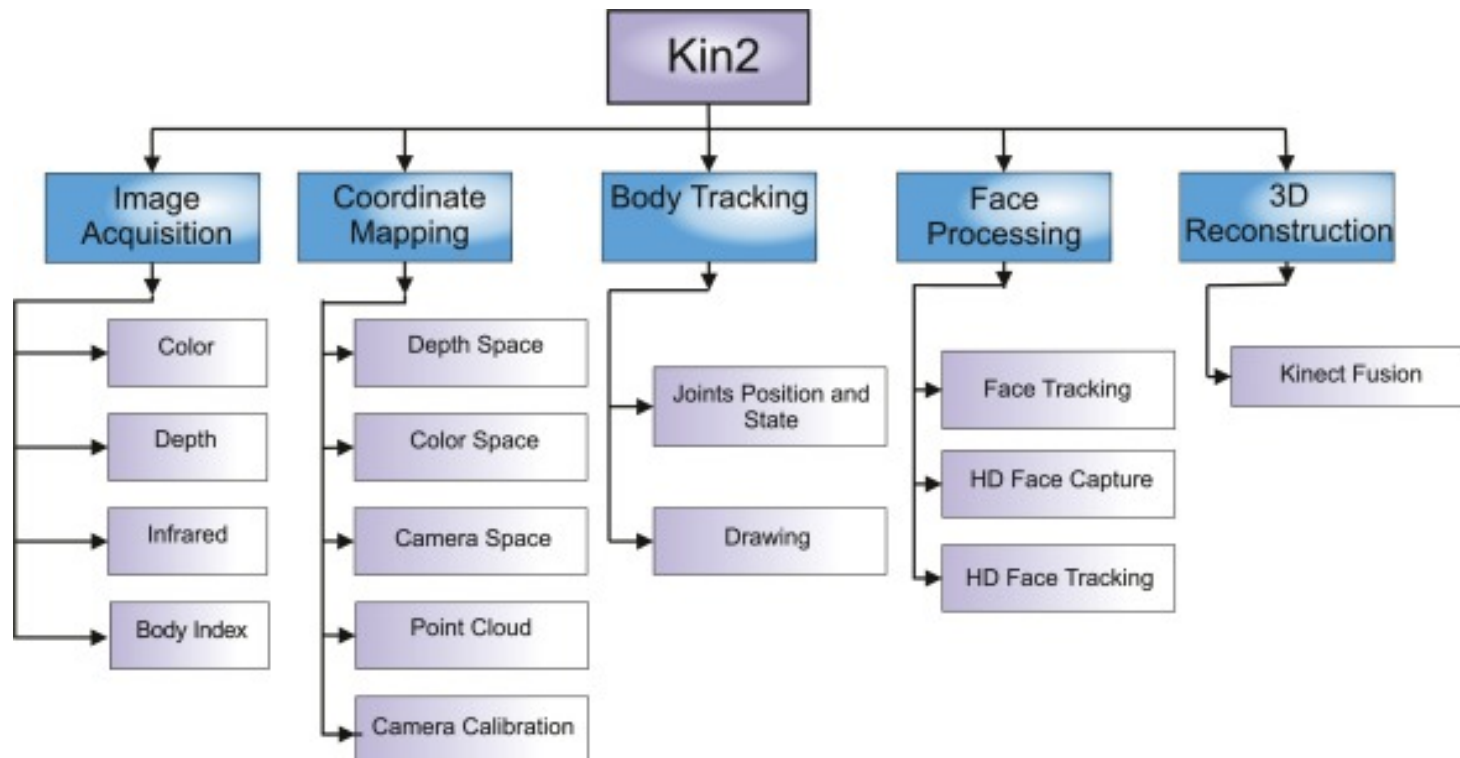 Kin2
Image
Acquisition
Coordinate
Mapping
Body Tracking
Face
Processing
3D
Reconstruction
Color
Depth
Infrared
Body Index
Depth Space
Color Space
Camera Space
Point Cloud
Camera Calibration
Joints Position and
State
Drawing
Face Tracking
HD Face Capture
HD Face Tracking
Kinect Fusion